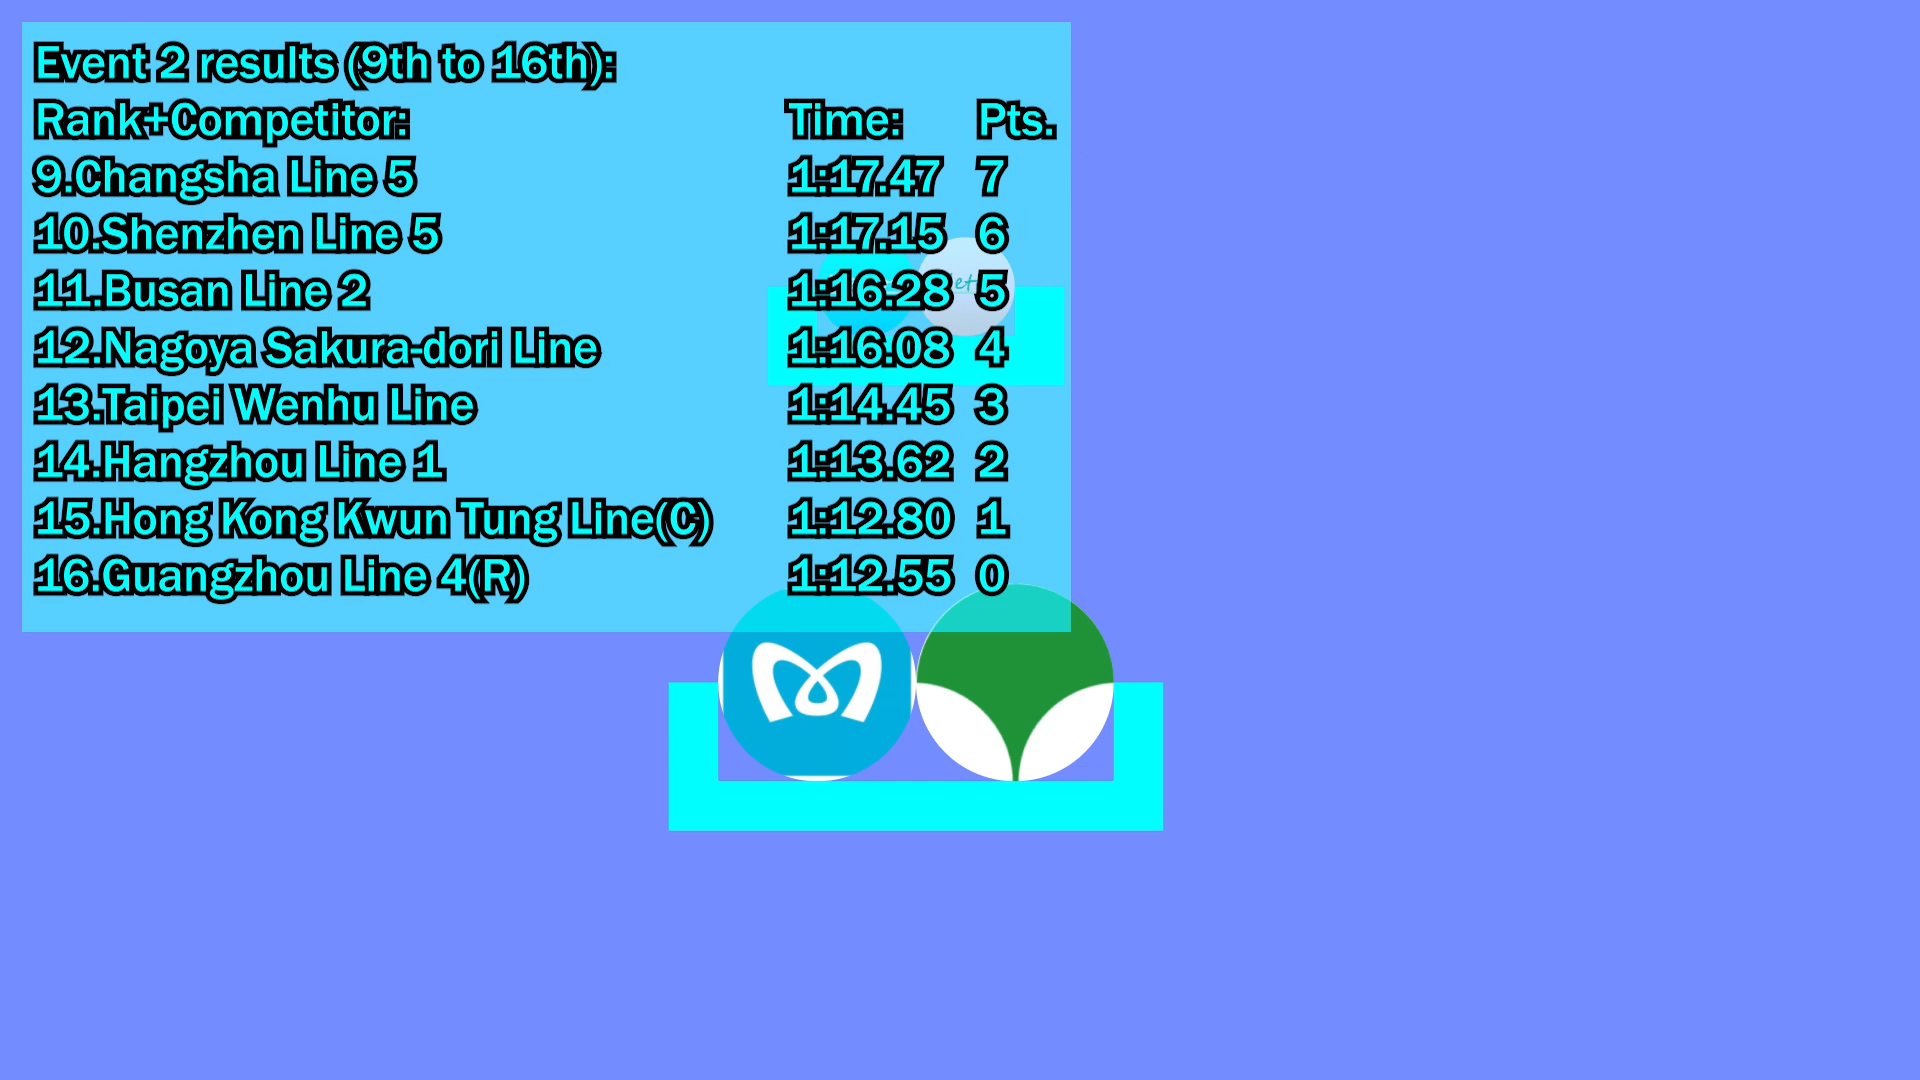 Event 2 results (9th to 16th):
Rank+Competitor: Time: Pts.
9.Changsha Line 5 1:17.47 7
10.Shenzhen Line 5 1:17.15 6
11.Busan Line 2 1:16.28 5
12.Nagoya Sakura-dori Line 1:16.08 4
13.Taipei Wenhu Line 1:14.45 3
14.Hangzhou Line 1 1:13.62 2
15.Hong Kong Kwun Tung Line(C) 1:12.80 1
16.Guangzhou Line 4(R) 1:12.55 0